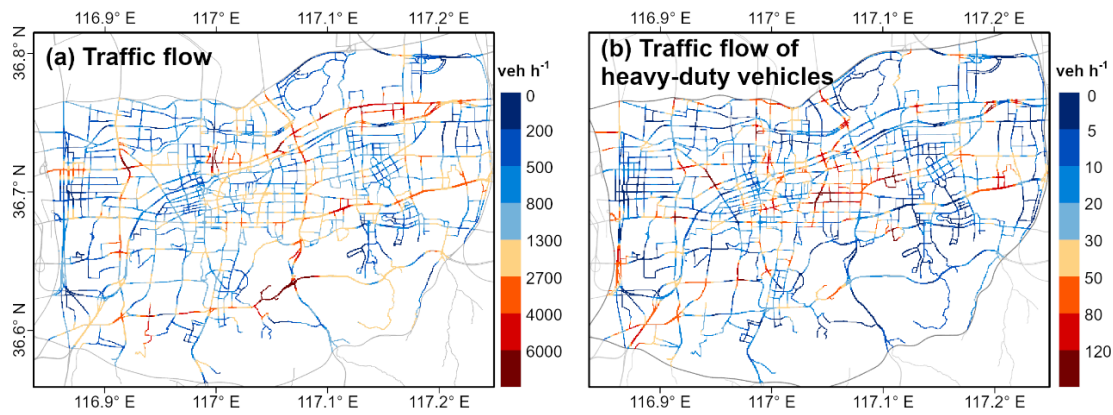 116.9° E 117° E 117.1° E 117.2° E
116.9° E 117° E 117.1° E 117.2° E
36.8° N
36.7° N
36.6° N
(a) Traffic flow
veh h⁻¹
0
200
500
800
1300
2700
4000
6000
116.9° E 117° E 117.1° E 117.2° E
(b) Traffic flow of
heavy-duty vehicles
veh h⁻¹
0
5
10
20
30
50
80
120
116.9° E 117° E 117.1° E 117.2° E